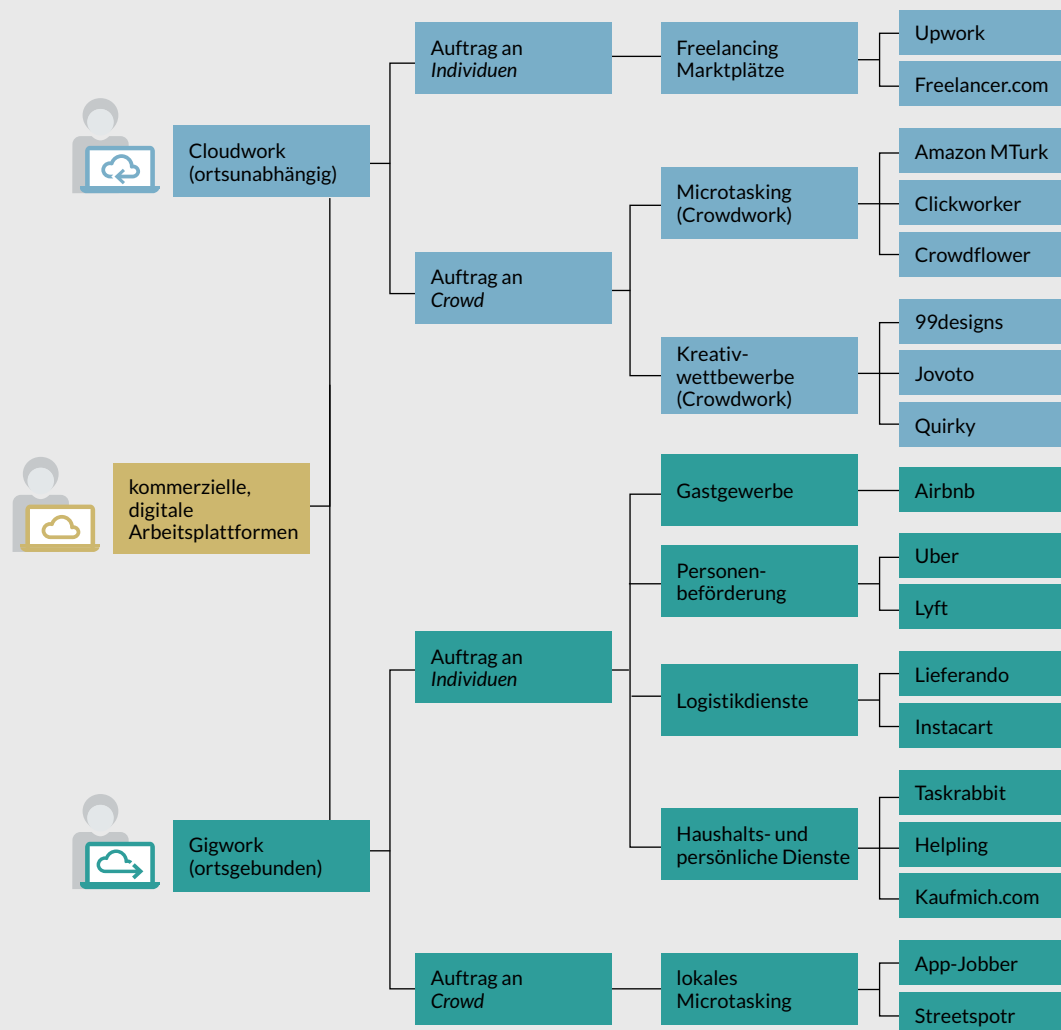 Auftrag an
Individuen
Freelancing
Marktplätze
Upwork
Freelancer.com
Cloudwork
(ortsunabhängig)
Auftrag an
Crowd
Microtasking
(Crowdwork)
Amazon MTurk
Clickworker
Crowdflower
Kreativ-
wettbewerbe
(Crowdwork)
99designs
Jovoto
Quirky
kommerzielle,
digitale
Arbeitsplattformen
Gastgewerbe
Airbnb
Personen-
beförderung
Uber
Lyft
Auftrag an
Individuen
Logistikdienste
Lieferando
Instacart
Gigwork
(ortsgebunden)
Haushalts- und
persönliche Dienste
Taskrabbit
Helpling
Kaufmich.com
Auftrag an
Crowd
lokales
Microtasking
App-Jobber
Streetspotr